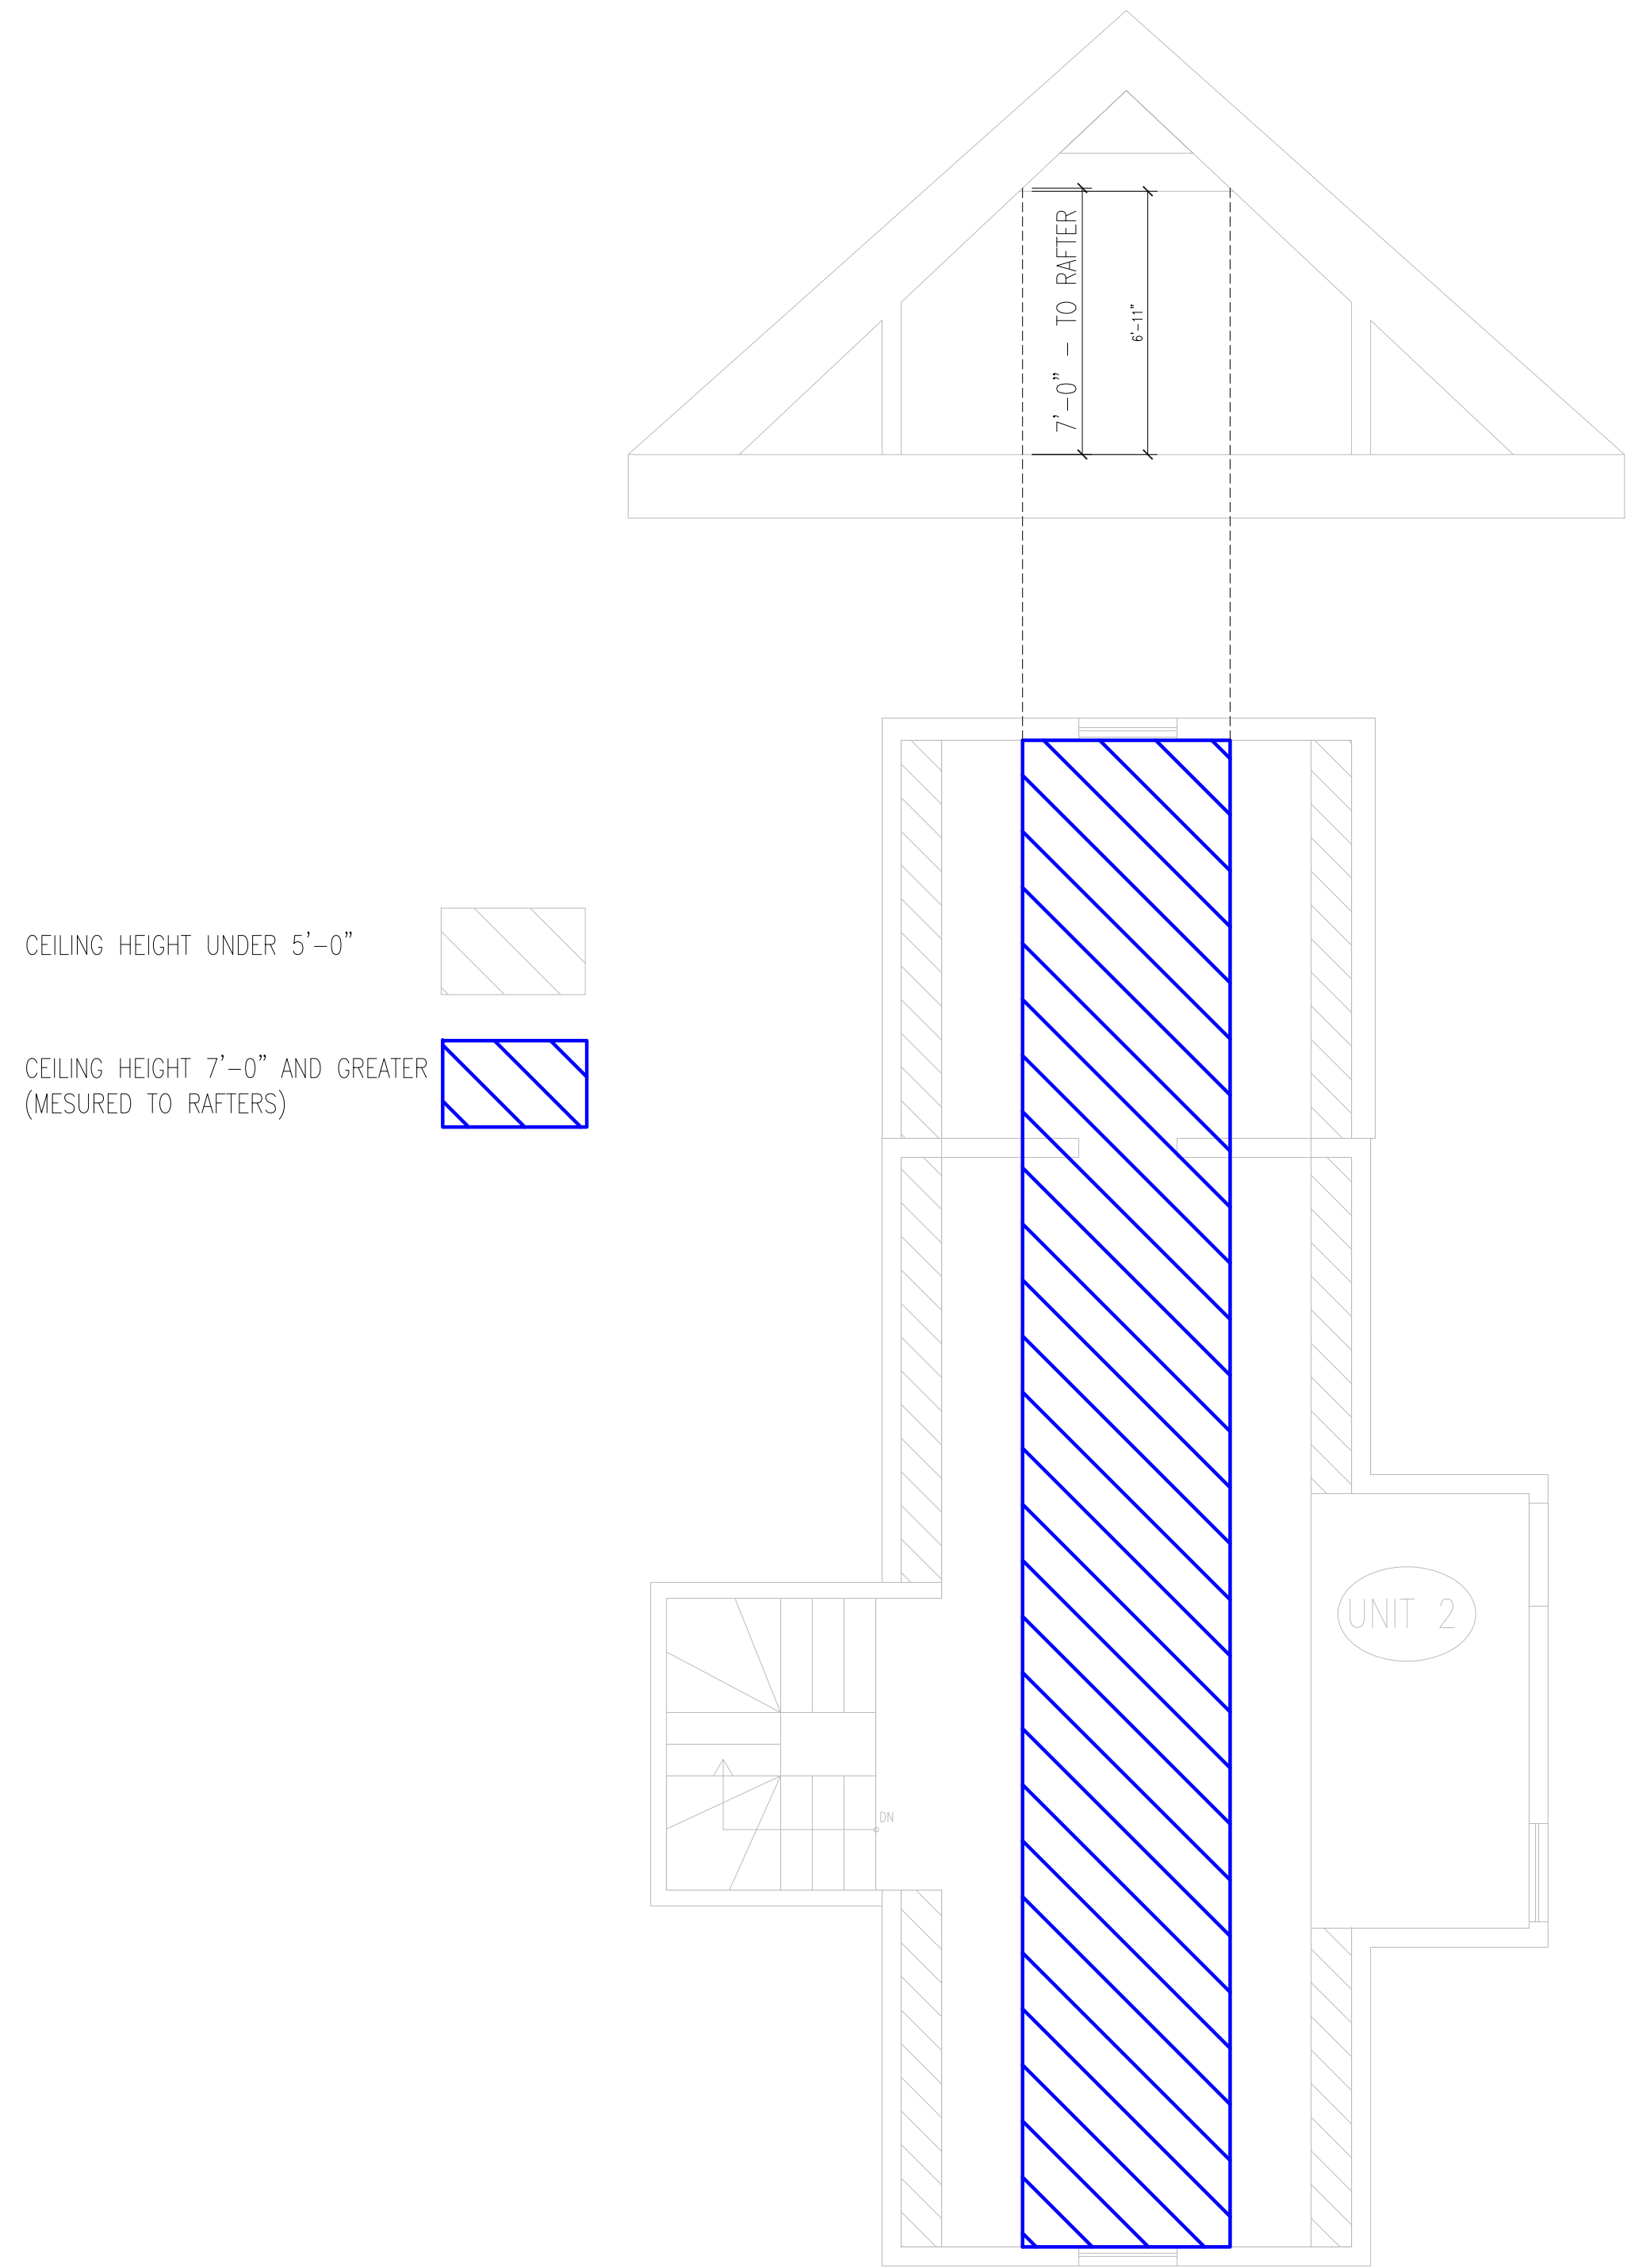 7'-0" - TO RAFTER
6'-11"
CEILING HEIGHT UNDER 5'-0"
CEILING HEIGHT 7'-0" AND GREATER
(MESURED TO RAFTERS)
UNIT 2
DN